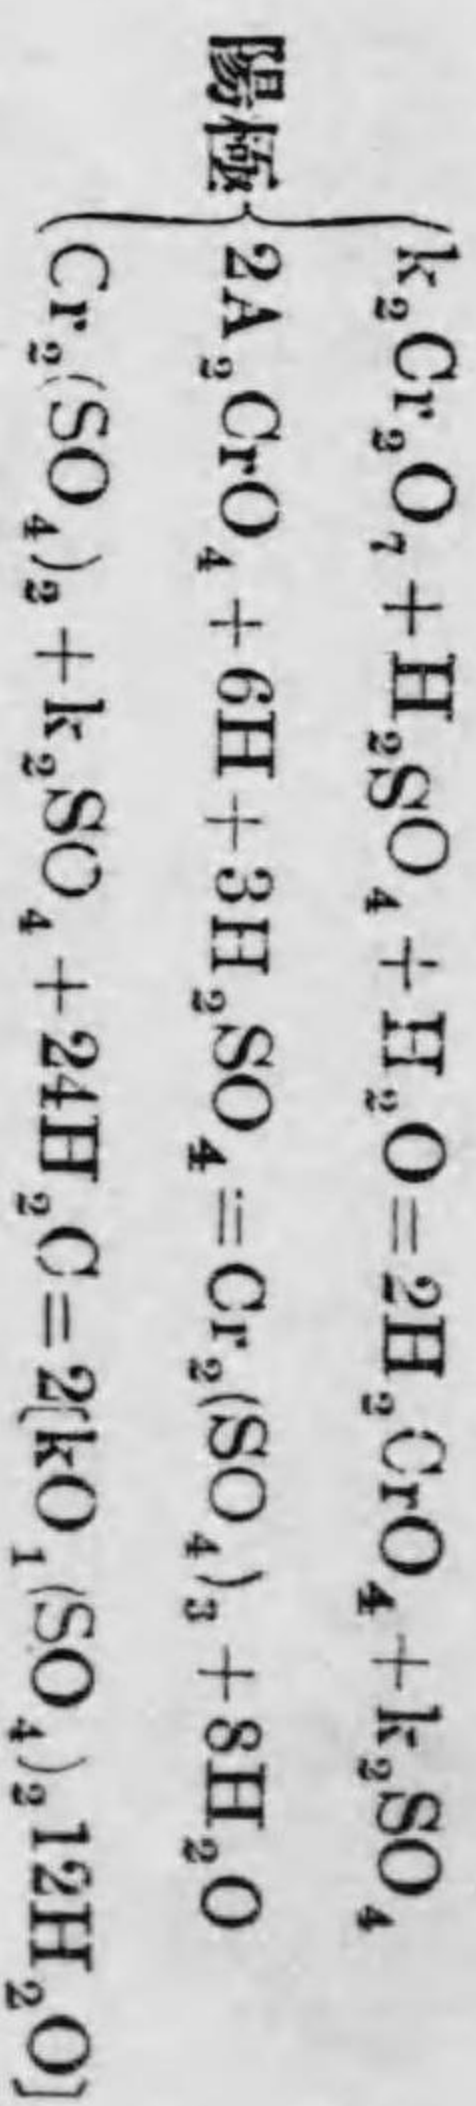 陽極
k₂Cr₂O₇+H₂SO₄+H₂O=2H₂CrO₄+k₂SO₄
2A₂CrO₄+6H+3H₂SO₄=Cr₂(SO₄)₃+8H₂O
Cr₂(SO₄)₂+k₂SO₄+24H₂C=2[kO₁(SO₄)₂12H₂O]